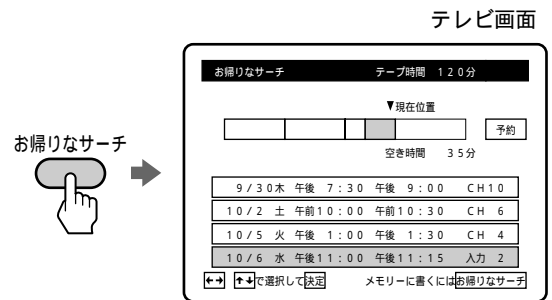 テレビ画面
お帰りなサーチ テープ時間 120分
▼現在位置
予約
空き時間 35分
お帰りなサーチ
9/30木 午後 7:30 午後 9:00 CH10
10/2 土 午前10:00 午前10:30 CH 6
10/5 火 午後 1:00 午後 1:30 CH 4
10/6 水 午後11:00 午後11:15 入力 2
←→ ↑↓で選択して決定 メモリーに書くにはお帰りなサーチ